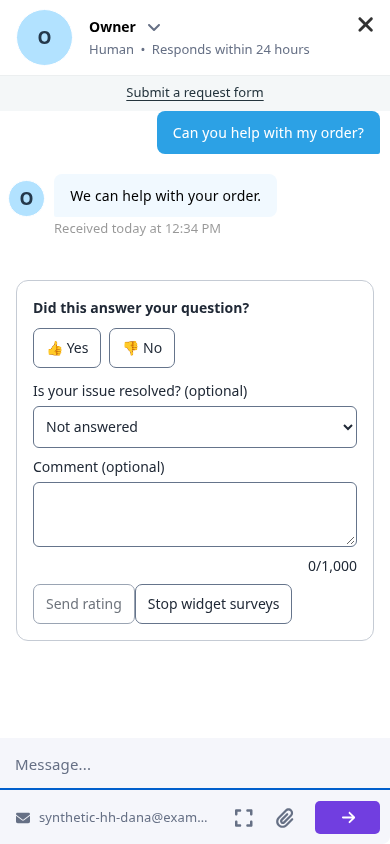 O
Owner
Human • Responds within 24 hours
Submit a request form
Can you help with my order?
O
We can help with your order.
Received today at 12:34 PM
Did this answer your question?
👍 Yes
👎 No
Is your issue resolved? (optional)
Not answered
Comment (optional)
0/1,000
Send rating
Stop widget surveys
Message...
synthetic-hh-dana@exam...